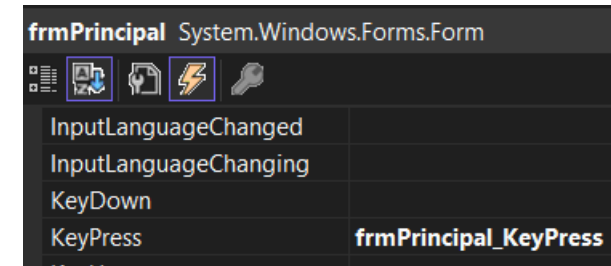 frmPrincipal System.Windows.Forms.Form
InputLanguageChanged
InputLanguageChanging
KeyDown
KeyPress frmPrincipal_KeyPress